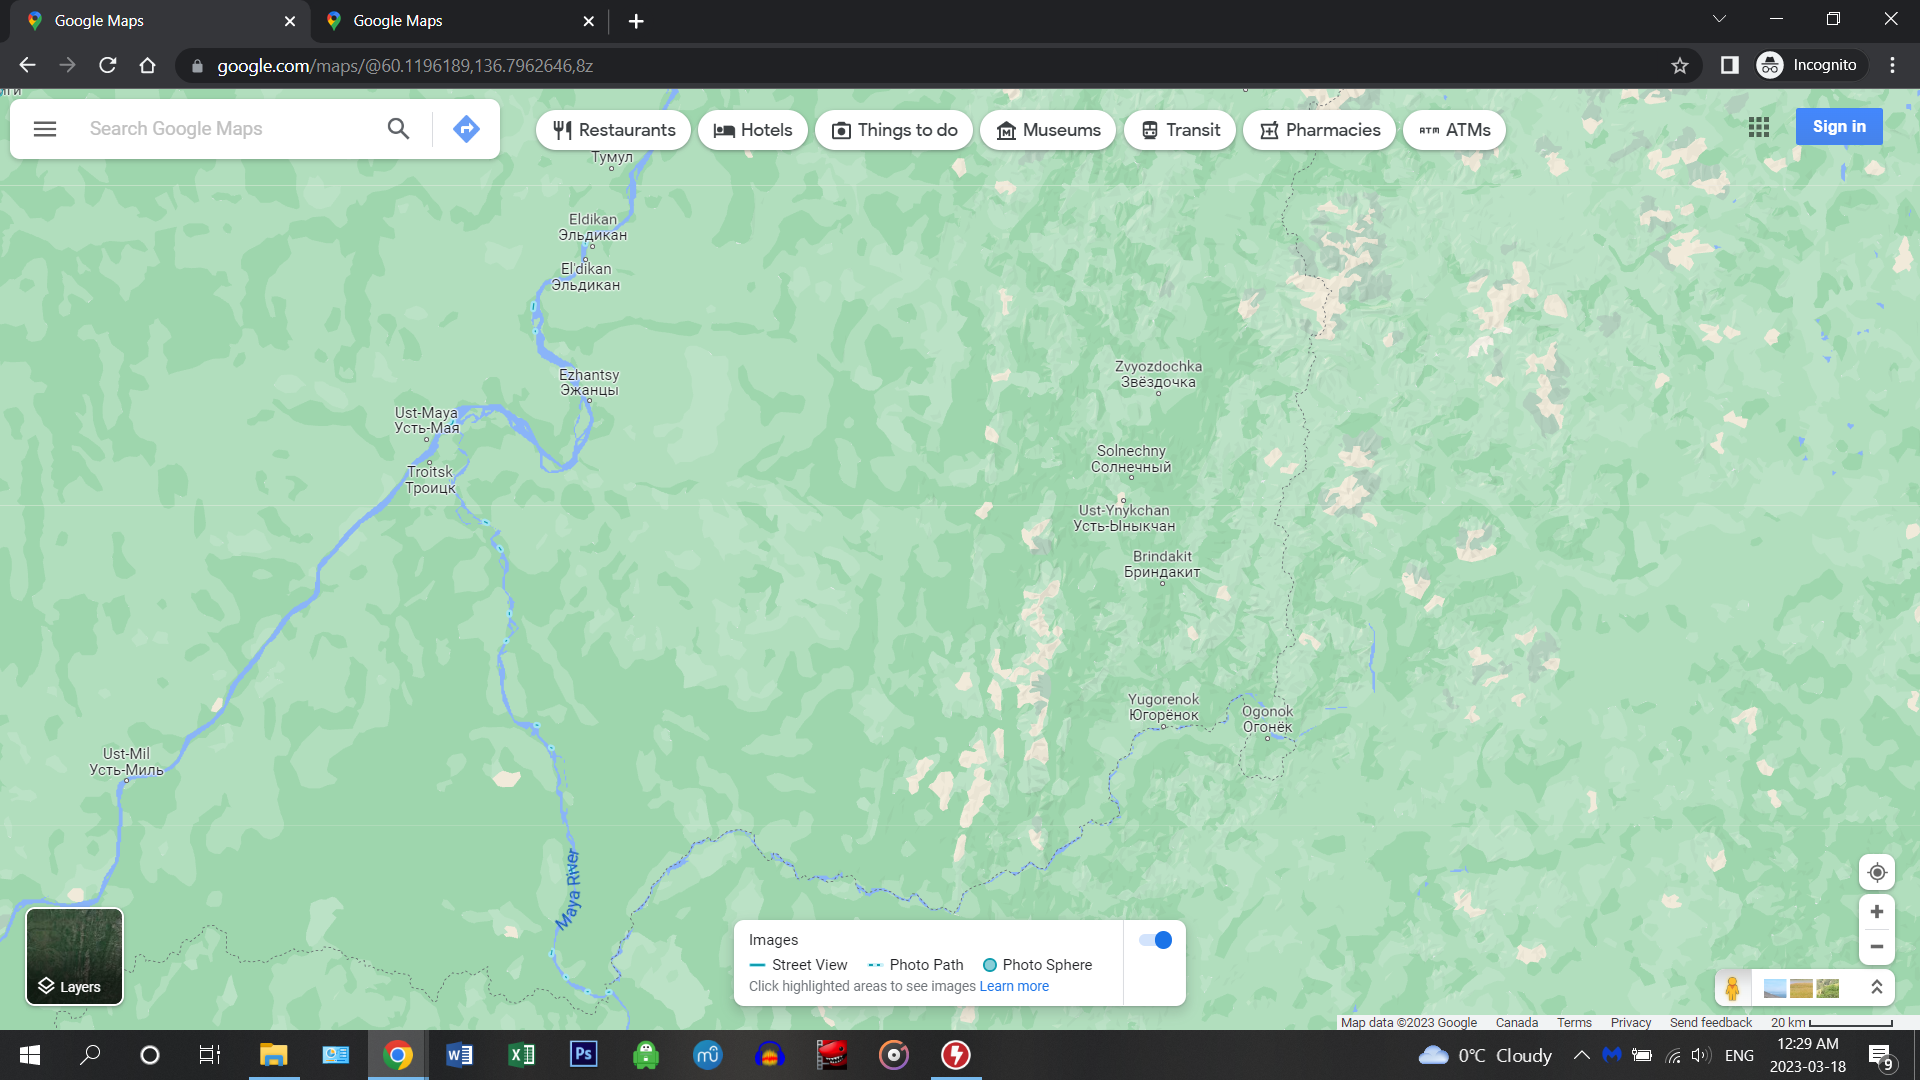 Google Maps
Google Maps
google.com/maps/@60.1196189,136.7962646,8z
Incognito
Search Google Maps
Restaurants
Hotels
Things to do
Museums
Transit
Pharmacies
ATM ATMs
Sign in
Тумул
Eldikan
Эльдикан
El'dikan
Эльдикан
Ezhantsy
Эжанцы
Ust-Maya
Усть-Мая
Troitsk
Троицк
Zvyozdochka
Звёздочка
Solnechny
Солнечный
Ust-Ynykchan
Усть-Ыныкчан
Brindakit
Бриндакит
Yugorenok
Югорёнок
Ogonok
Огонёк
Ust-Mil
Усть-Миль
Maya River
Layers
Images
Street View
Photo Path
Photo Sphere
Click highlighted areas to see images Learn more
Map data ©2023 Google
Canada
Terms
Privacy
Send feedback
20 km
W
X
Ps
mu
0°C Cloudy
ENG
12:29 AM
2023-03-18
9